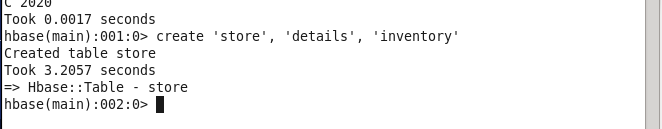 C 2020
Took 0.0017 seconds
hbase(main):001:0> create 'store', 'details', 'inventory'
Created table store
Took 3.2057 seconds
=> Hbase::Table - store
hbase(main):002:0>